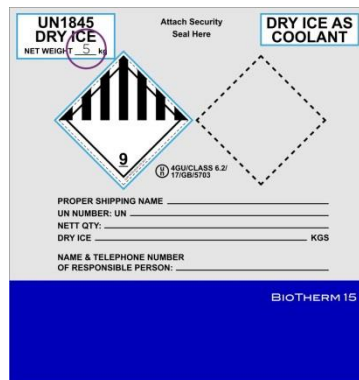 UN1845
DRY ICE
NET WEIGHT 5 kg
Attach Security
Seal Here
DRY ICE AS
COOLANT
9
UN 4GU/CLASS 6.2/
17/GB/5703
PROPER SHIPPING NAME
UN NUMBER: UN
NETT QTY:
DRY ICE KGS
NAME & TELEPHONE NUMBER
OF RESPONSIBLE PERSON:
BIOTHERM 15